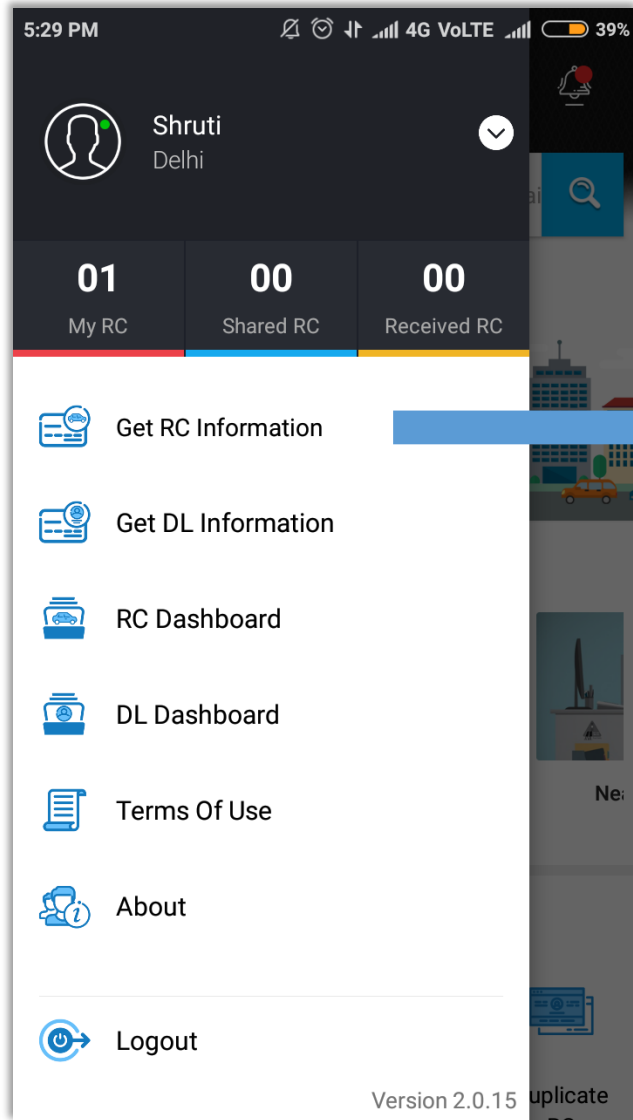 5:29 PM 4G VoLTE 39%
Shruti
Delhi
01 00 00
My RC Shared RC Received RC
Get RC Information
Get DL Information
RC Dashboard
DL Dashboard
Terms Of Use
About
Logout
Version 2.0.15
uplicate